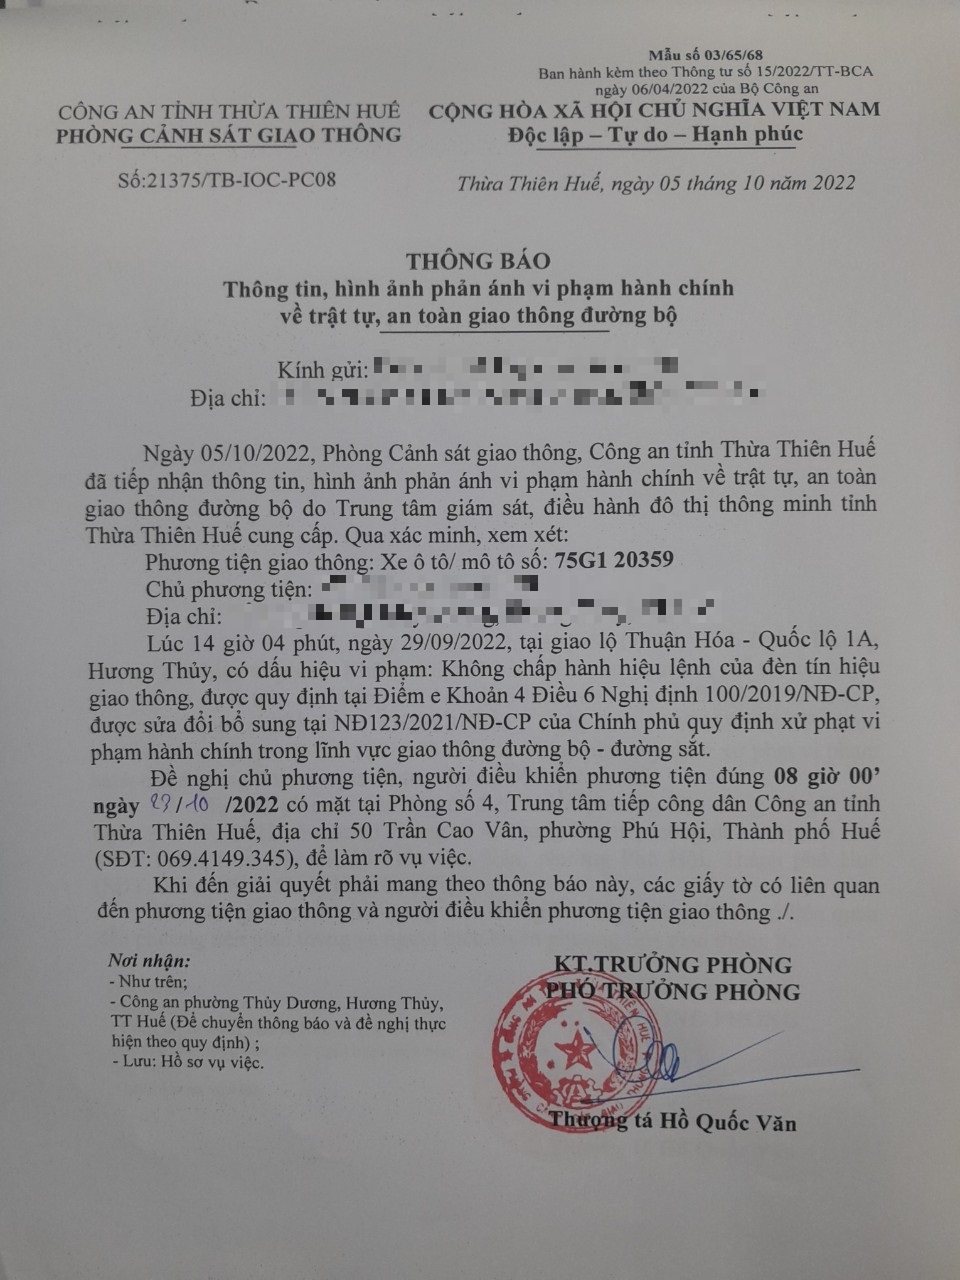 Mẫu số 03/65/68
Ban hành kèm theo Thông tư số 15/2022/TT-BCA
ngày 06/04/2022 của Bộ Công an
CÔNG AN TỈNH THỪA THIÊN HUẾ
PHÒNG CẢNH SÁT GIAO THÔNG
CỘNG HÒA XÃ HỘI CHỦ NGHĨA VIỆT NAM
Độc lập – Tự do – Hạnh phúc
Số:21375/TB-IOC-PC08
Thừa Thiên Huế, ngày 05 tháng 10 năm 2022
THÔNG BÁO
Thông tin, hình ảnh phản ánh vi phạm hành chính
về trật tự, an toàn giao thông đường bộ
Kính gửi:
Địa chỉ:
Ngày 05/10/2022, Phòng Cảnh sát giao thông, Công an tỉnh Thừa Thiên Huế
đã tiếp nhận thông tin, hình ảnh phản ánh vi phạm hành chính về trật tự, an toàn
giao thông đường bộ do Trung tâm giám sát, điều hành đô thị thông minh tỉnh
Thừa Thiên Huế cung cấp. Qua xác minh, xem xét:
Phương tiện giao thông: Xe ô tô/ mô tô số: 75G1 20359
Chủ phương tiện:
Địa chỉ:
Lúc 14 giờ 04 phút, ngày 29/09/2022, tại giao lộ Thuận Hóa - Quốc lộ 1A,
Hương Thủy, có dấu hiệu vi phạm: Không chấp hành hiệu lệnh của đèn tín hiệu
giao thông, được quy định tại Điểm e Khoản 4 Điều 6 Nghị định 100/2019/NĐ-CP,
được sửa đổi bổ sung tại NĐ123/2021/NĐ-CP của Chính phủ quy định xử phạt vi
phạm hành chính trong lĩnh vực giao thông đường bộ - đường sắt.
Đề nghị chủ phương tiện, người điều khiển phương tiện đúng 08 giờ 00’
ngày /10 /2022 có mặt tại Phòng số 4, Trung tâm tiếp công dân Công an tỉnh
Thừa Thiên Huế, địa chỉ 50 Trần Cao Vân, phường Phú Hội, Thành phố Huế
(SĐT: 069.4149.345), để làm rõ vụ việc.
Khi đến giải quyết phải mang theo thông báo này, các giấy tờ có liên quan
đến phương tiện giao thông và người điều khiển phương tiện giao thông ./.
Nơi nhận:
- Như trên;
- Công an phường Thủy Dương, Hương Thủy,
TT Huế (Để chuyển thông báo và đề nghị thực
hiện theo quy định) ;
- Lưu: Hồ sơ vụ việc.
KT.TRƯỞNG PHÒNG
PHÓ TRƯỞNG PHÒNG
Thượng tá Hồ Quốc Văn